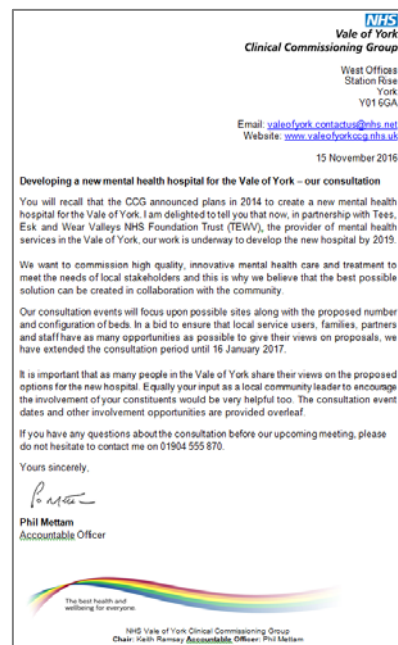 NHS
Vale of York
Clinical Commissioning Group
West Offices
Station Rise
York
YO1 6GA
Email: valeofyork.contactus@nhs.net
Website: www.valeofyorkccg.nhs.uk
15 November 2016
Developing a new mental health hospital for the Vale of York – our consultation
You will recall that the CCG announced plans in 2014 to create a new mental health
hospital for the Vale of York. I am delighted to tell you that now, in partnership with Tees,
Esk and Wear Valleys NHS Foundation Trust (TEWV), the provider of mental health
services in the Vale of York, our work is underway to develop the new hospital by 2019.
We want to commission high quality, innovative mental health care and treatment to
meet the needs of local stakeholders and this is why we believe that the best possible
solution can be created in collaboration with the community.
Our consultation events will focus upon possible sites along with the proposed number
and configuration of beds. In a bid to ensure that local service users, families, partners
and staff have as many opportunities as possible to give their views on proposals, we
have extended the consultation period until 16 January 2017.
It is important that as many people in the Vale of York share their views on the proposed
options for the new hospital. Equally your input as a local community leader to encourage
the involvement of your constituents would be very helpful too. The consultation event
dates and other involvement opportunities are provided overleaf.
If you have any questions about the consultation before our upcoming meeting, please
do not hesitate to contact me on 01904 555 870.
Yours sincerely,
Phil Mettam
Accountable Officer
The best health and
wellbeing for everyone.
NHS Vale of York Clinical Commissioning Group
Chair: Keith Ramsay Accountable Officer: Phil Mettam